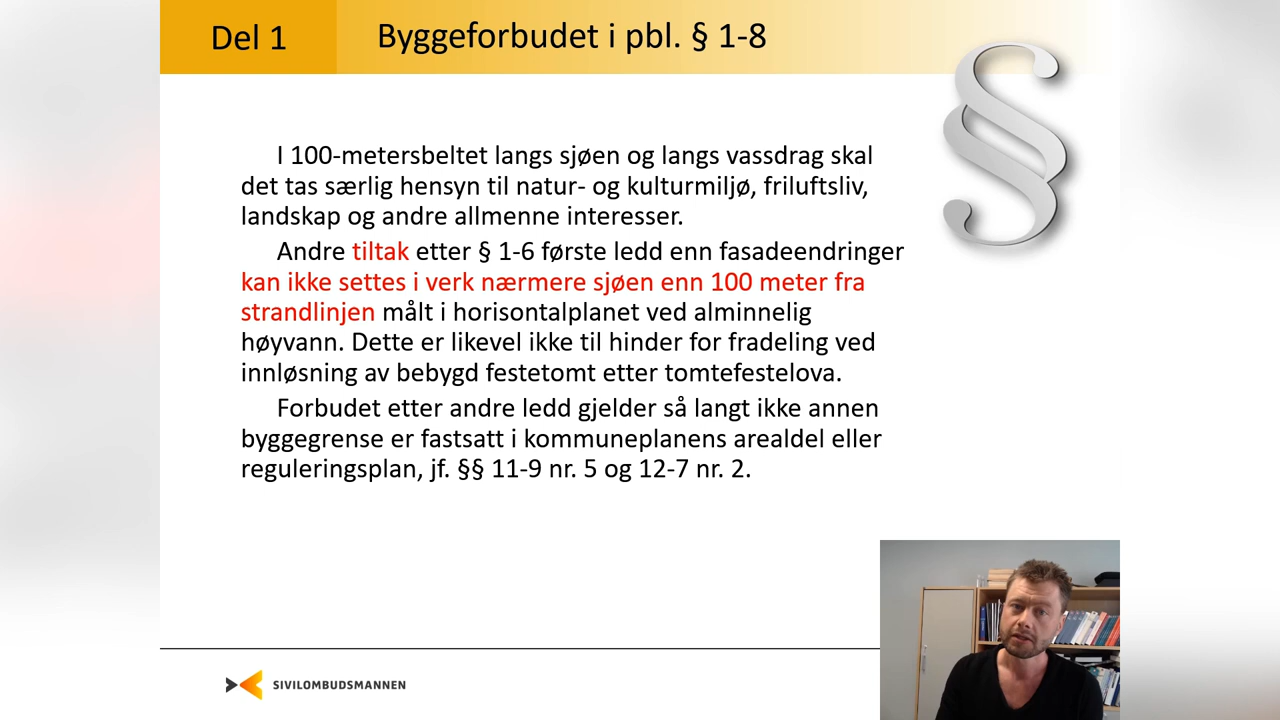 Del 1
Byggeforbudet i pbl. § 1-8
§
I 100-metersbeltet langs sjøen og langs vassdrag skal
det tas særlig hensyn til natur- og kulturmiljø, friluftsliv,
landskap og andre allmenne interesser.
Andre tiltak etter § 1-6 første ledd enn fasadeendringer
kan ikke settes i verk nærmere sjøen enn 100 meter fra
strandlinjen målt i horisontalplanet ved alminnelig
høyvann. Dette er likevel ikke til hinder for fradeling ved
innløsning av bebygd festetomt etter tomtefestelova.
Forbudet etter andre ledd gjelder så langt ikke annen
byggegrense er fastsatt i kommuneplanens arealdel eller
reguleringsplan, jf. §§ 11-9 nr. 5 og 12-7 nr. 2.
SIVILOMBUDSMANNEN